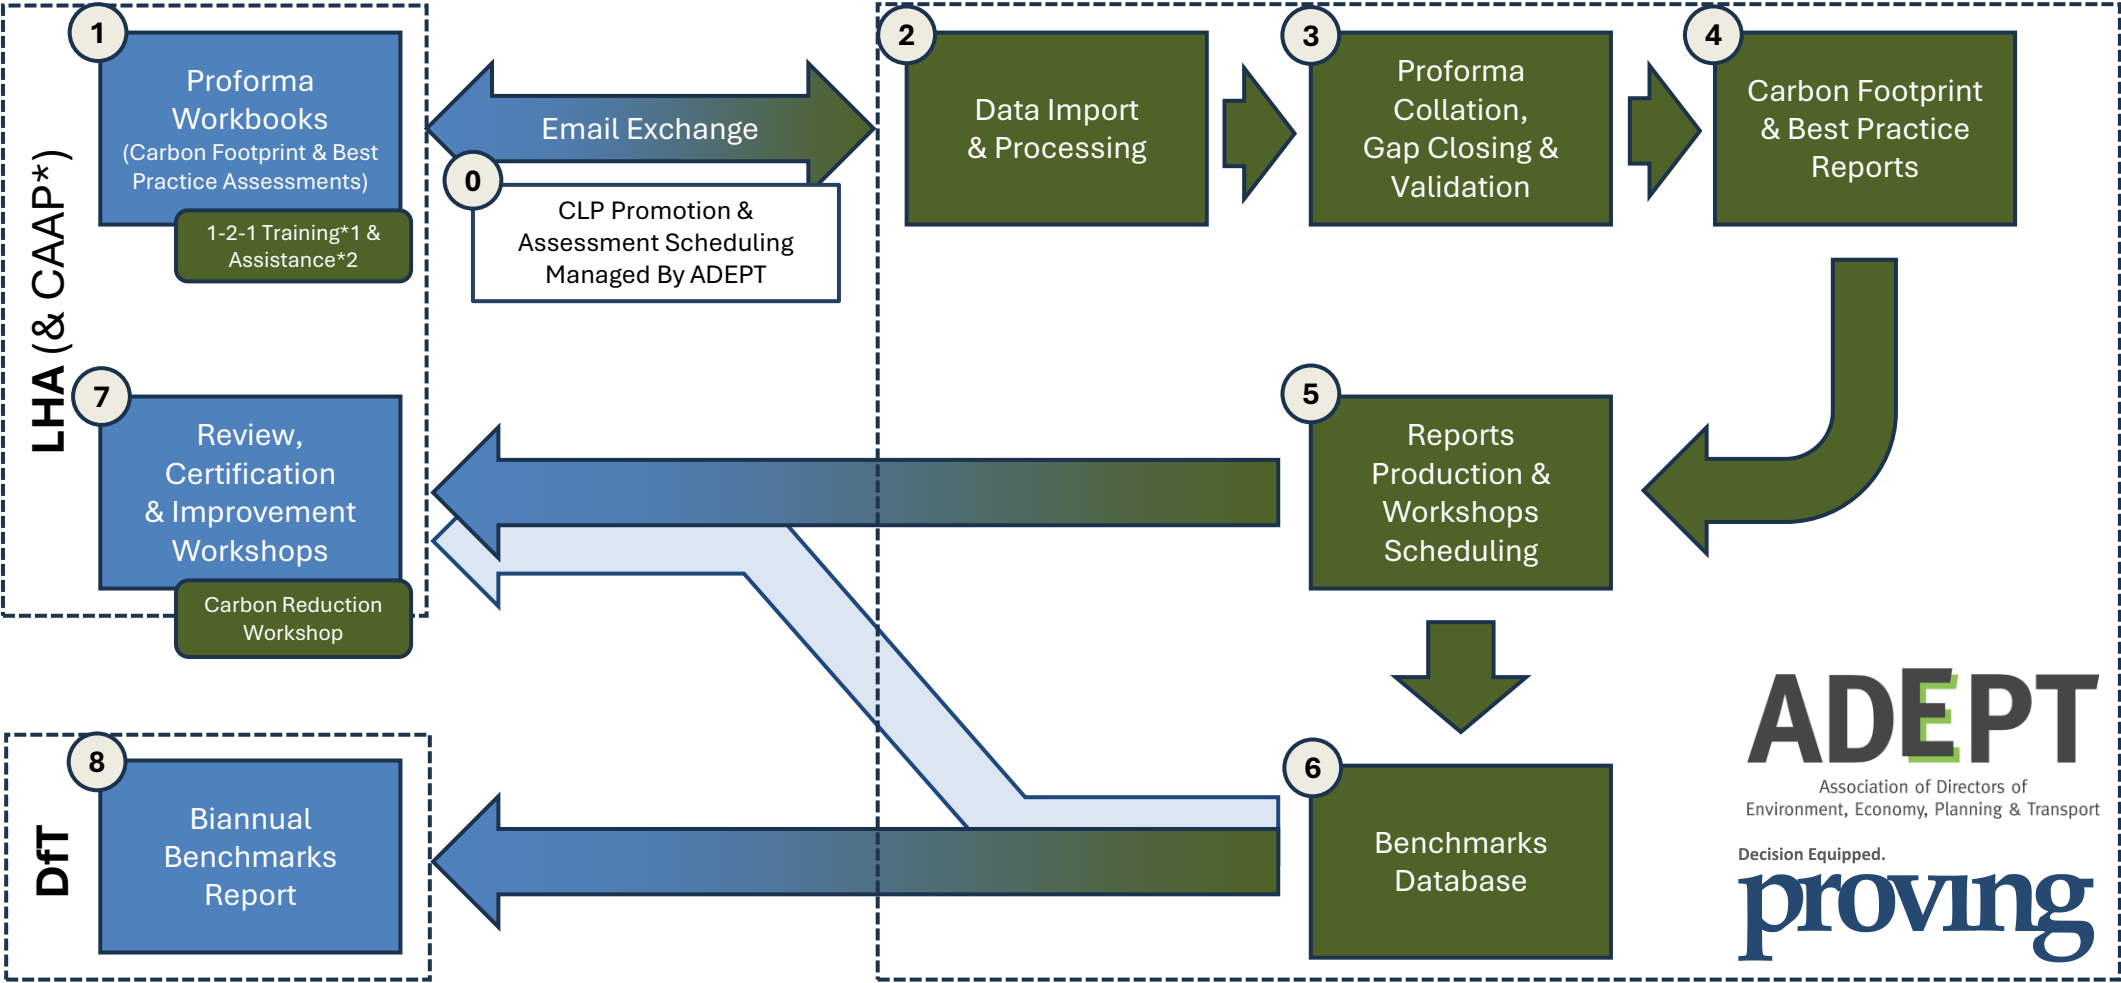 LHA (& CAAP*)
1
Proforma
Workbooks
(Carbon Footprint & Best
Practice Assessments)
1-2-1 Training*1 &
Assistance*2
Email Exchange
0
CLP Promotion &
Assessment Scheduling
Managed By ADEPT
2
Data Import
& Processing
3
Proforma
Collation,
Gap Closing &
Validation
4
Carbon Footprint
& Best Practice
Reports
5
Reports
Production &
Workshops
Scheduling
6
Benchmarks
Database
7
Review,
Certification
& Improvement
Workshops
Carbon Reduction
Workshop
DfT
8
Biannual
Benchmarks
Report
ADEPT
Association of Directors of
Environment, Economy, Planning & Transport
Decision Equipped.
proving